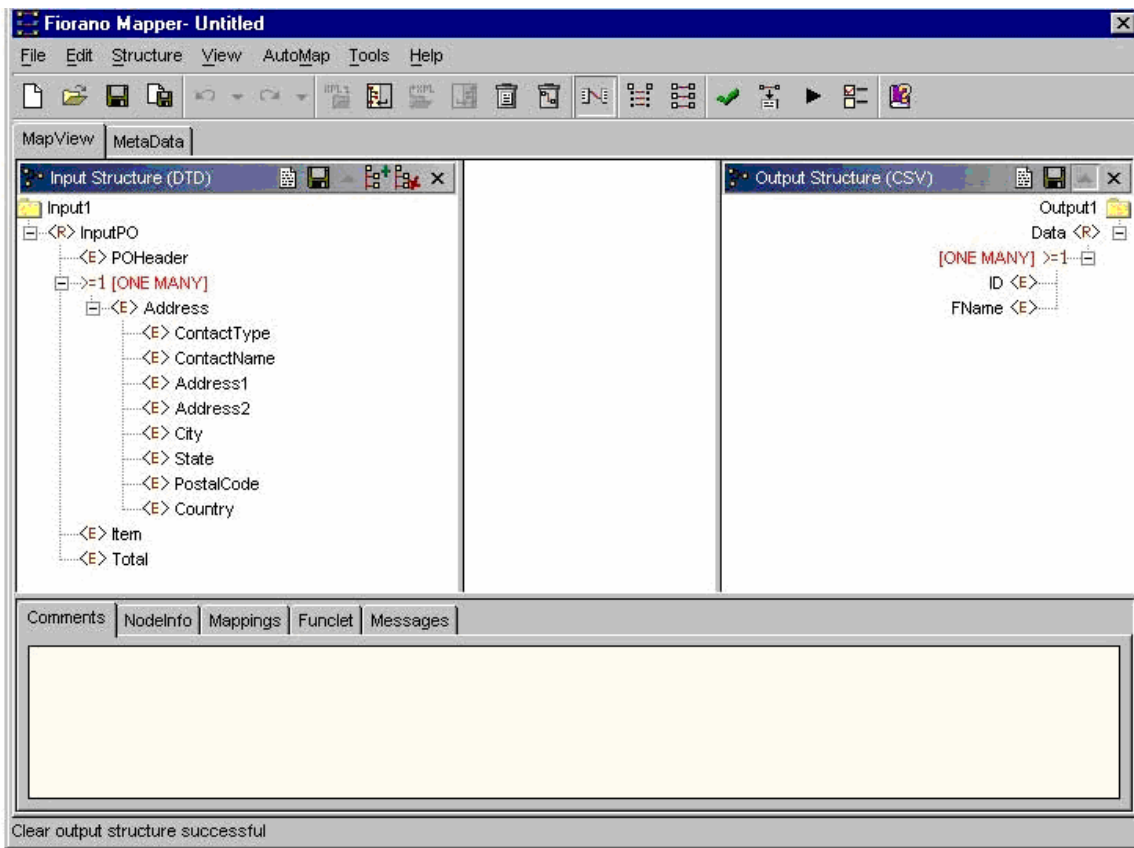 Fiorano Mapper- Untitled
File Edit Structure View AutoMap Tools Help
MapView MetaData
Input Structure (DTD)
Input1
<R> InputPO
<E> POHeader
>=1 [ONE MANY]
<E> Address
<E> ContactType
<E> ContactName
<E> Address1
<E> Address2
<E> City
<E> State
<E> PostalCode
<E> Country
<E> Item
<E> Total
Output Structure (CSV)
Output1
Data <R>
[ONE MANY] >=1
ID <E>
FName <E>
Comments NodeInfo Mappings Funclet Messages
Clear output structure successful